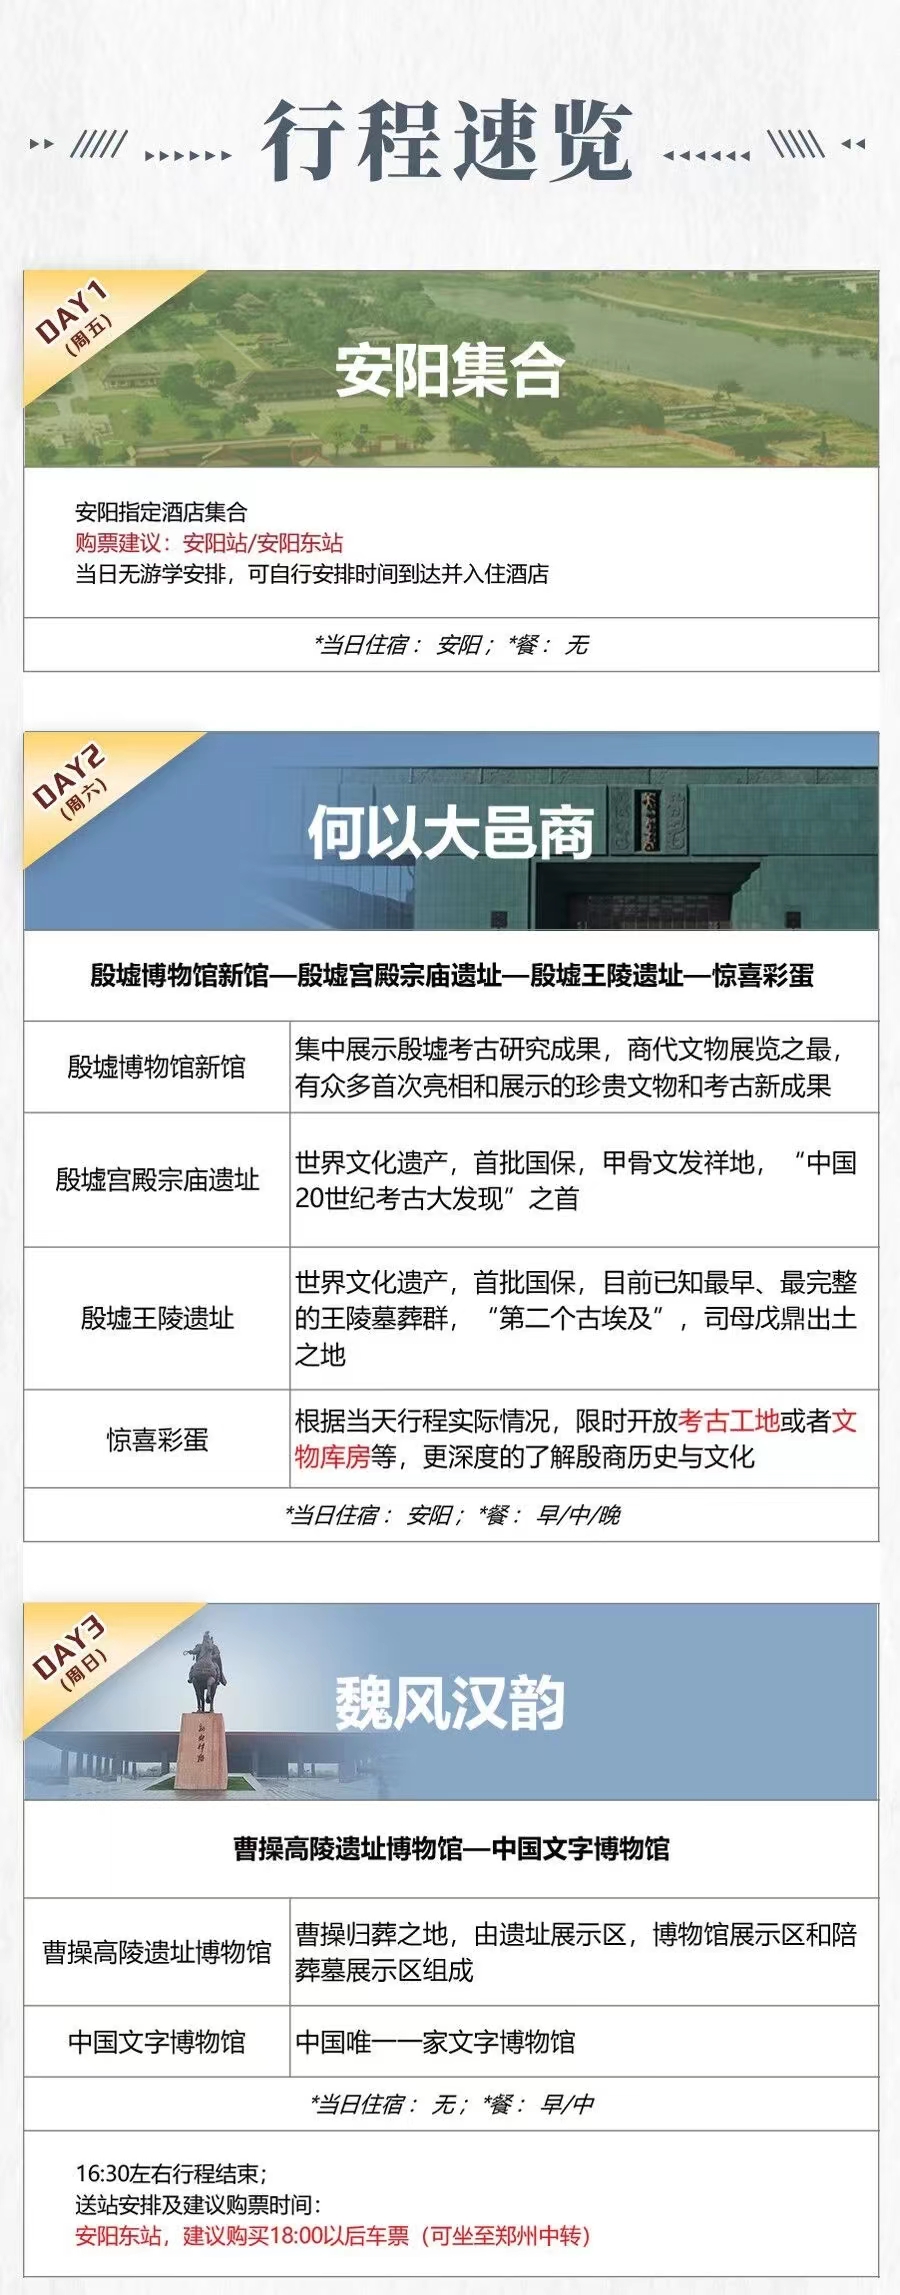 行程速览
DAY1
(周五)
安阳集合
安阳指定酒店集合
购票建议：安阳站/安阳东站
当日无游学安排，可自行安排时间到达并入住酒店
*当日住宿：安阳；*餐：无
DAY2
(周六)
何以大邑商
殷墟博物馆新馆—殷墟宫殿宗庙遗址—殷墟王陵遗址—惊喜彩蛋
殷墟博物馆新馆
集中展示殷墟考古研究成果，商代文物展览之最，
有众多首次亮相和展示的珍贵文物和考古新成果
殷墟宫殿宗庙遗址
世界文化遗产，首批国保，甲骨文发祥地，“中国
20世纪考古大发现”之首
殷墟王陵遗址
世界文化遗产，首批国保，目前已知最早、最完整
的王陵墓葬群，“第二个古埃及”，司母戊鼎出土
之地
惊喜彩蛋
根据当天行程实际情况，限时开放考古工地或者文
物库房等，更深度的了解殷商历史与文化
*当日住宿：安阳；*餐：早/中/晚
DAY3
(周日)
魏风汉韵
曹操高陵遗址博物馆—中国文字博物馆
曹操高陵遗址博物馆
曹操归葬之地，由遗址展示区，博物馆展示区和陪
葬墓展示区组成
中国文字博物馆
中国唯一一家文字博物馆
*当日住宿：无；*餐：早/中
16:30左右行程结束；
送站安排及建议购票时间：
安阳东站，建议购买18:00以后车票（可坐至郑州中转）